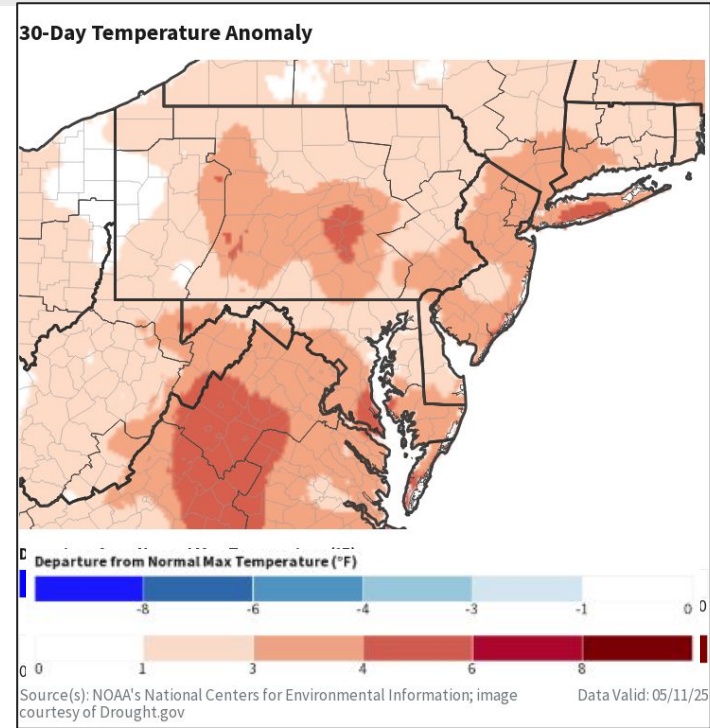 30-Day Temperature Anomaly
Departure from Normal Max Temperature (°F)
-8 -6 -4 -3 -1 0 0
0 0 1 3 4 6 8
Source(s): NOAA's National Centers for Environmental Information; image Data Valid: 05/11/25
courtesy of Drought.gov